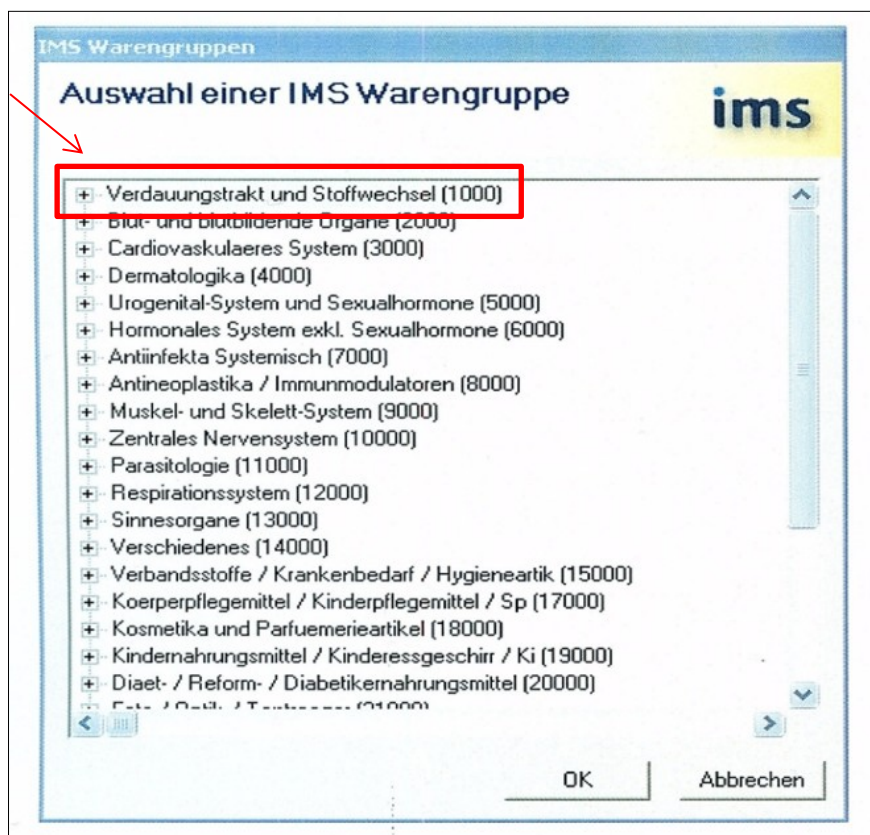 IMS Warengruppen
Auswahl einer IMS Warengruppe
ims
Verdauungstrakt und Stoffwechsel (1000)
Blut- und blutbildende Organe (2000)
Cardiovaskulaeres System (3000)
Dermatologika (4000)
Urogenital-System und Sexualhormone (5000)
Hormonales System exkl. Sexualhormone (6000)
Antiinfekta Systemisch (7000)
Antineoplastika / Immunmodulatoren (8000)
Muskel- und Skelett-System (9000)
Zentrales Nervensystem (10000)
Parasitologie (11000)
Respirationssystem (12000)
Sinnesorgane (13000)
Verschiedenes (14000)
Verbandsstoffe / Krankenbedarf / Hygieneartik (15000)
Koerperpflegemittel / Kinderpflegemittel / Sp (17000)
Kosmetika und Parfuemerieartikel (18000)
Kindernahrungsmittel / Kinderessgeschirr / Ki (19000)
Diaet- / Reform- / Diabetikernahrungsmittel (20000)
OK
Abbrechen